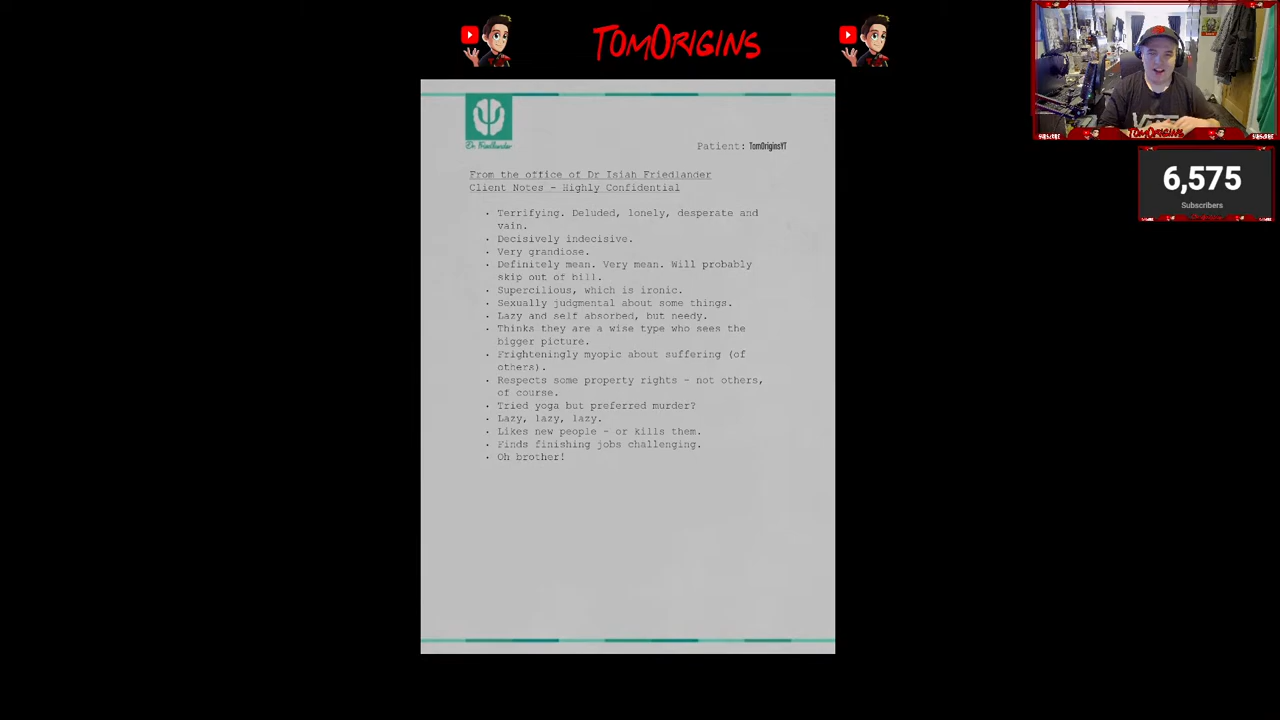 TOMORIGINS
Dr Friedlander
Patient: TomOriginsYT
From the office of Dr Isiah Friedlander
Client Notes - Highly Confidential
· Terrifying. Deluded, lonely, desperate and
vain.
· Decisively indecisive.
· Very grandiose.
· Definitely mean. Very mean. Will probably
skip out of bill.
· Supercilious, which is ironic.
· Sexually judgmental about some things.
· Lazy and self absorbed, but needy.
· Thinks they are a wise type who sees the
bigger picture.
· Frighteningly myopic about suffering (of
others).
· Respects some property rights - not others,
of course.
· Tried yoga but preferred murder?
· Lazy, lazy, lazy.
· Likes new people - or kills them.
· Finds finishing jobs challenging.
· Oh brother!
SUBSCRIBE TOMORIGINS SUBSCRIBE
6,575
Subscribers